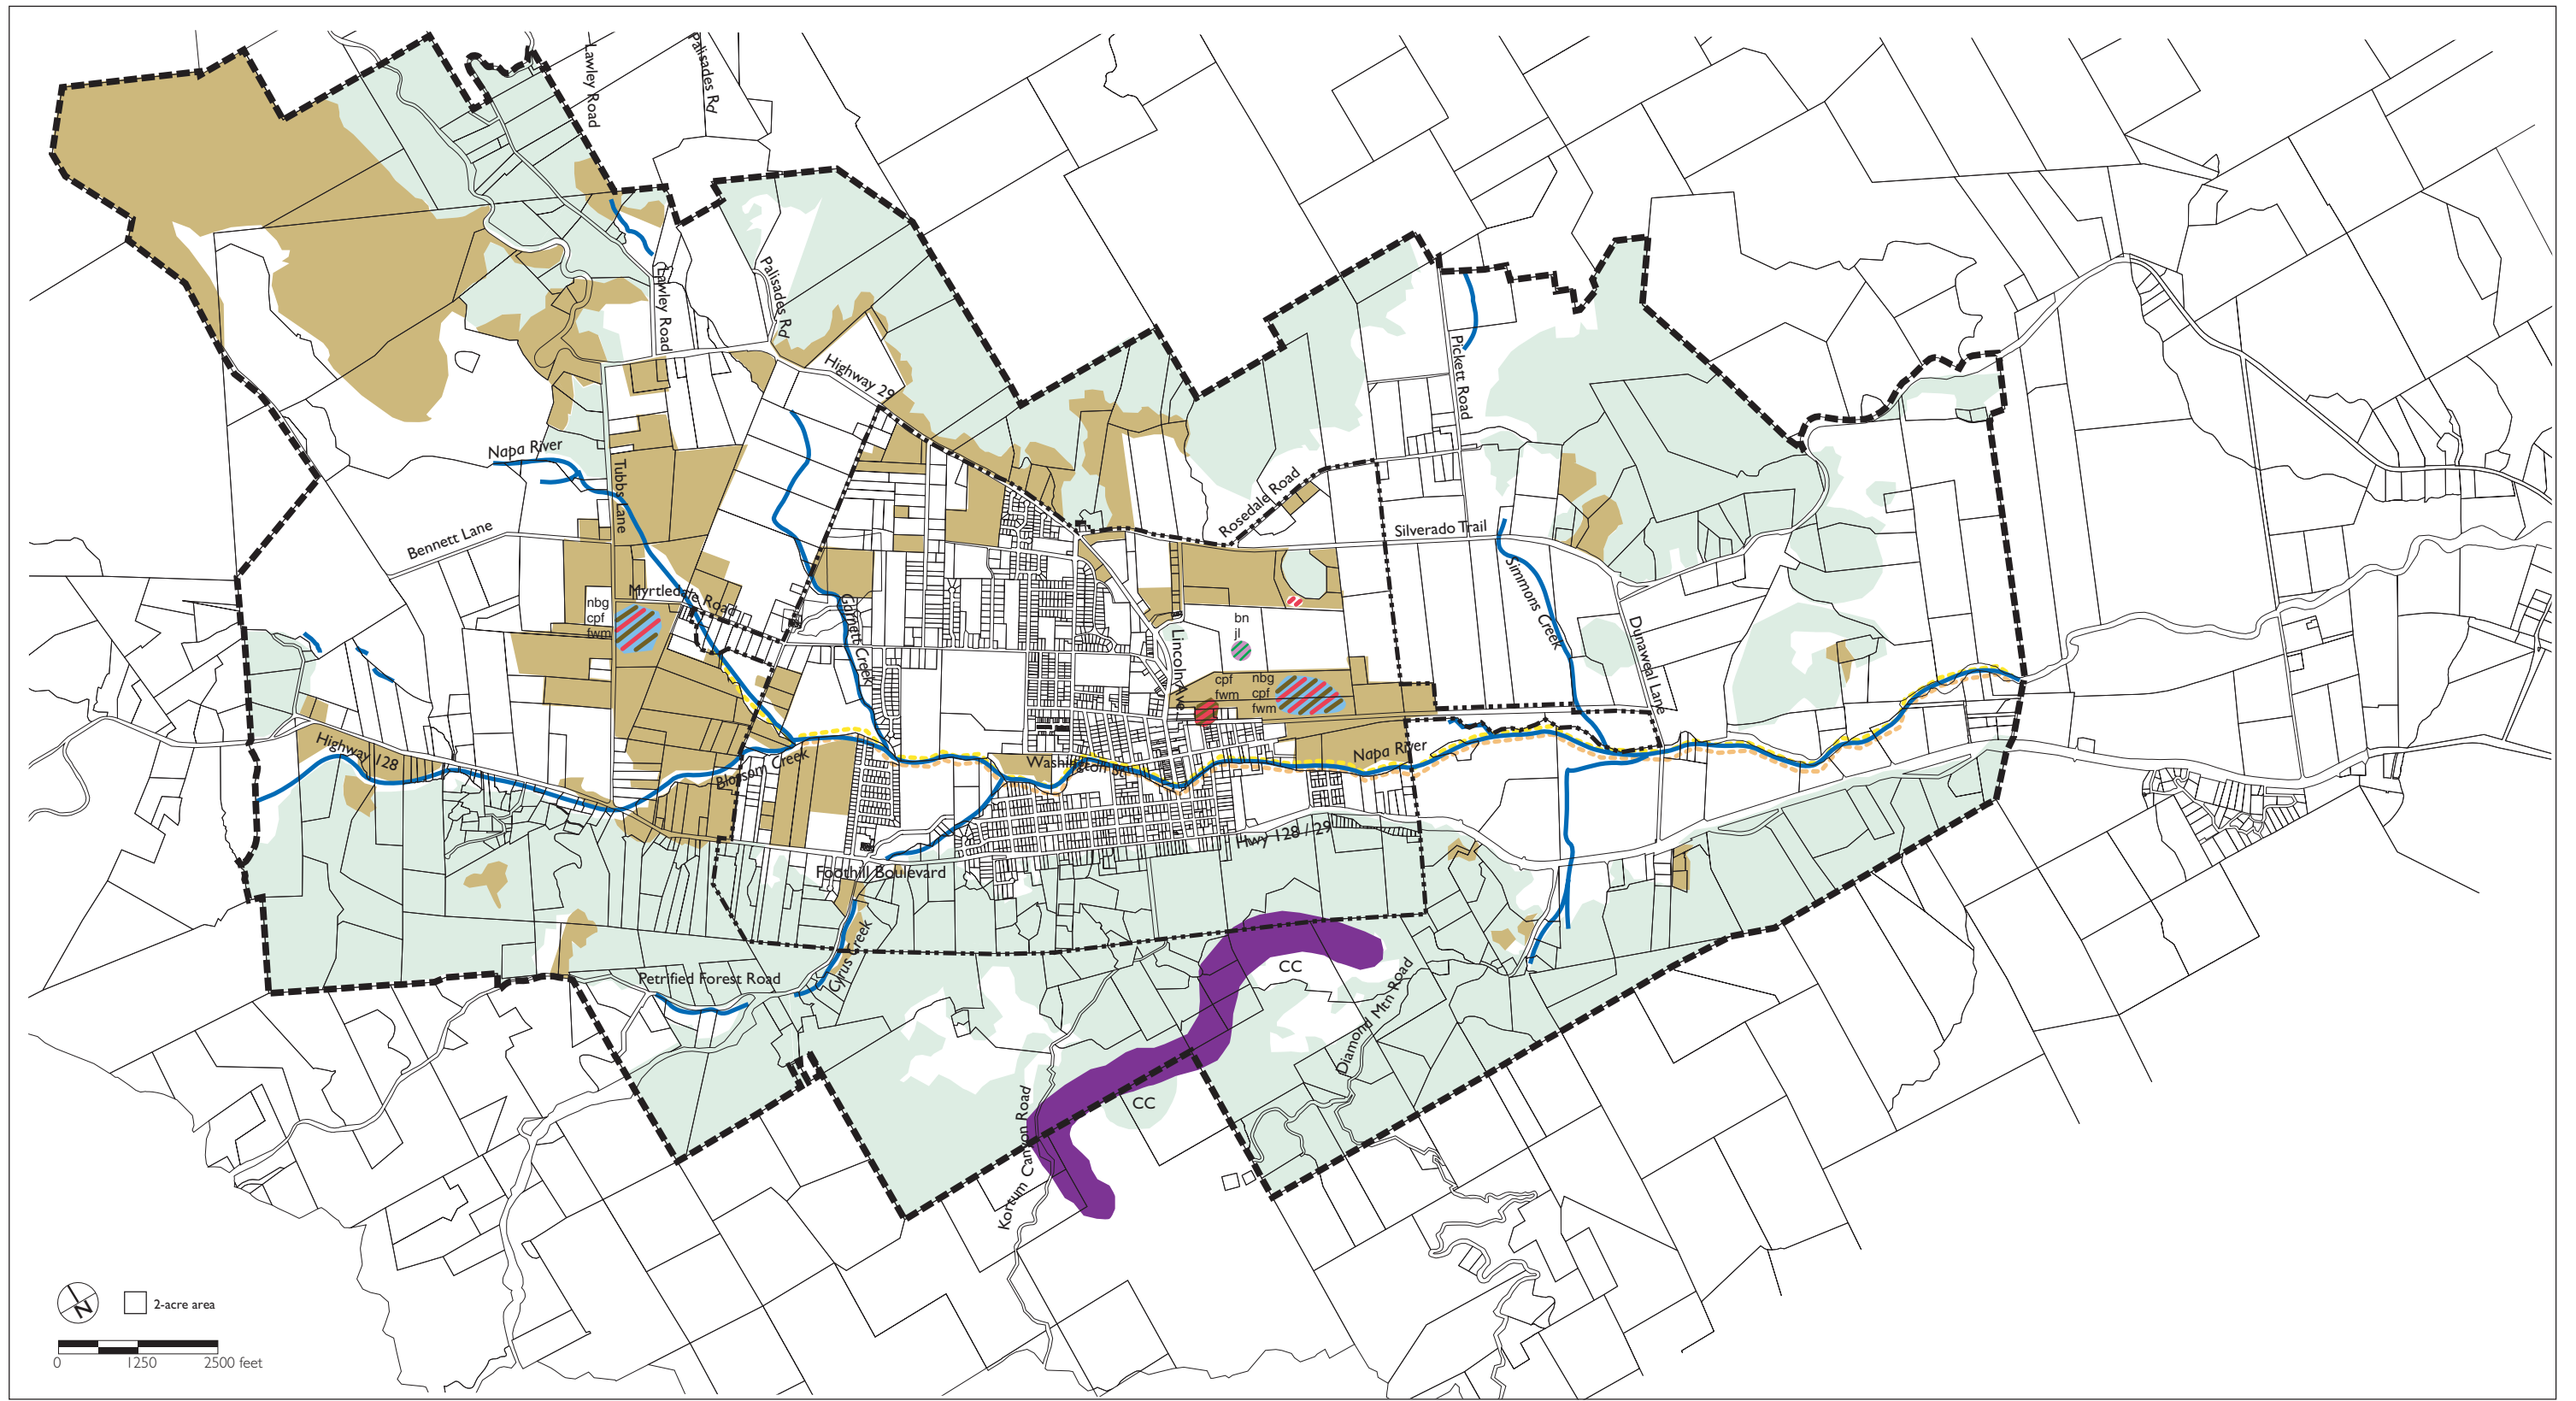 Lawley Road
Palisades Rd
Lawley Road
Palisades Rd
Highway 29
Pickett Road
Napa River
Tubbs Lane
Rosedale Road
Silverado Trail
Bennett Lane
Simmons Creek
Myrtledale Road
Garnett Creek
nbg
cpf
fwm
bn
jl
Lincoln Ave.
Dunaweal Lane
cpf
fwm
nbg
cpf
fwm
Highway 128
Blossom Creek
Napa River
Washington St.
Hwy 128 / 29
Foothill Boulevard
Cyrus Creek
Petrified Forest Road
CC
Diamond Mtn Road
CC
Kortum Canyon Road
N
2-acre area
0 1250 2500 feet